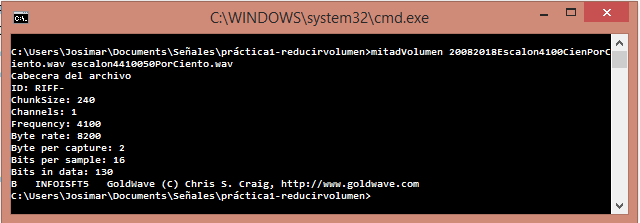 C:\WINDOWS\system32\cmd.exe
C:\Users\Josimar\Documents\Señales\práctica1-reducirvolumen>mitadVolumen 20082018Escalon4100CienPorC
iento.wav escalon4410050PorCiento.wav
Cabecera del archivo
ID: RIFF-
ChunkSize: 240
Channels: 1
Frequency: 4100
Byte rate: 8200
Byte per capture: 2
Bits per sample: 16
Bits in data: 130
B   INFOISFT5   GoldWave (C) Chris S. Craig, http://www.goldwave.com
C:\Users\Josimar\Documents\Señales\práctica1-reducirvolumen>